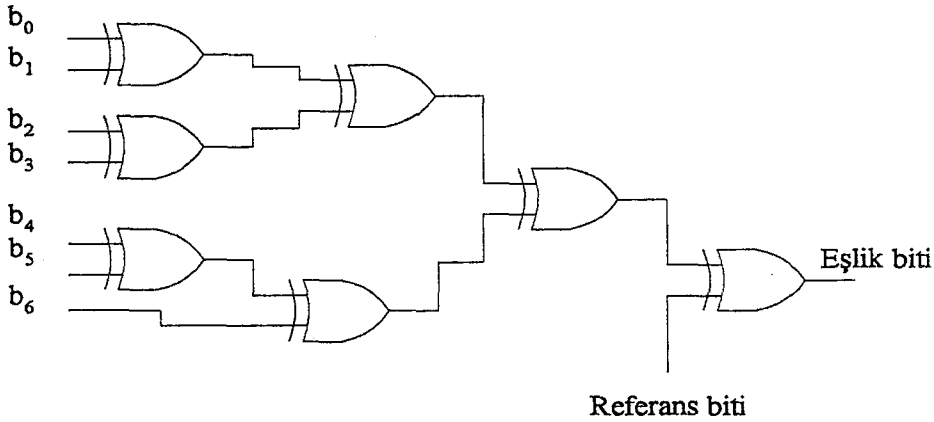 b₀
b₁
b₂
b₃
b₄
b₅
b₆
Eşlik biti
Referans biti